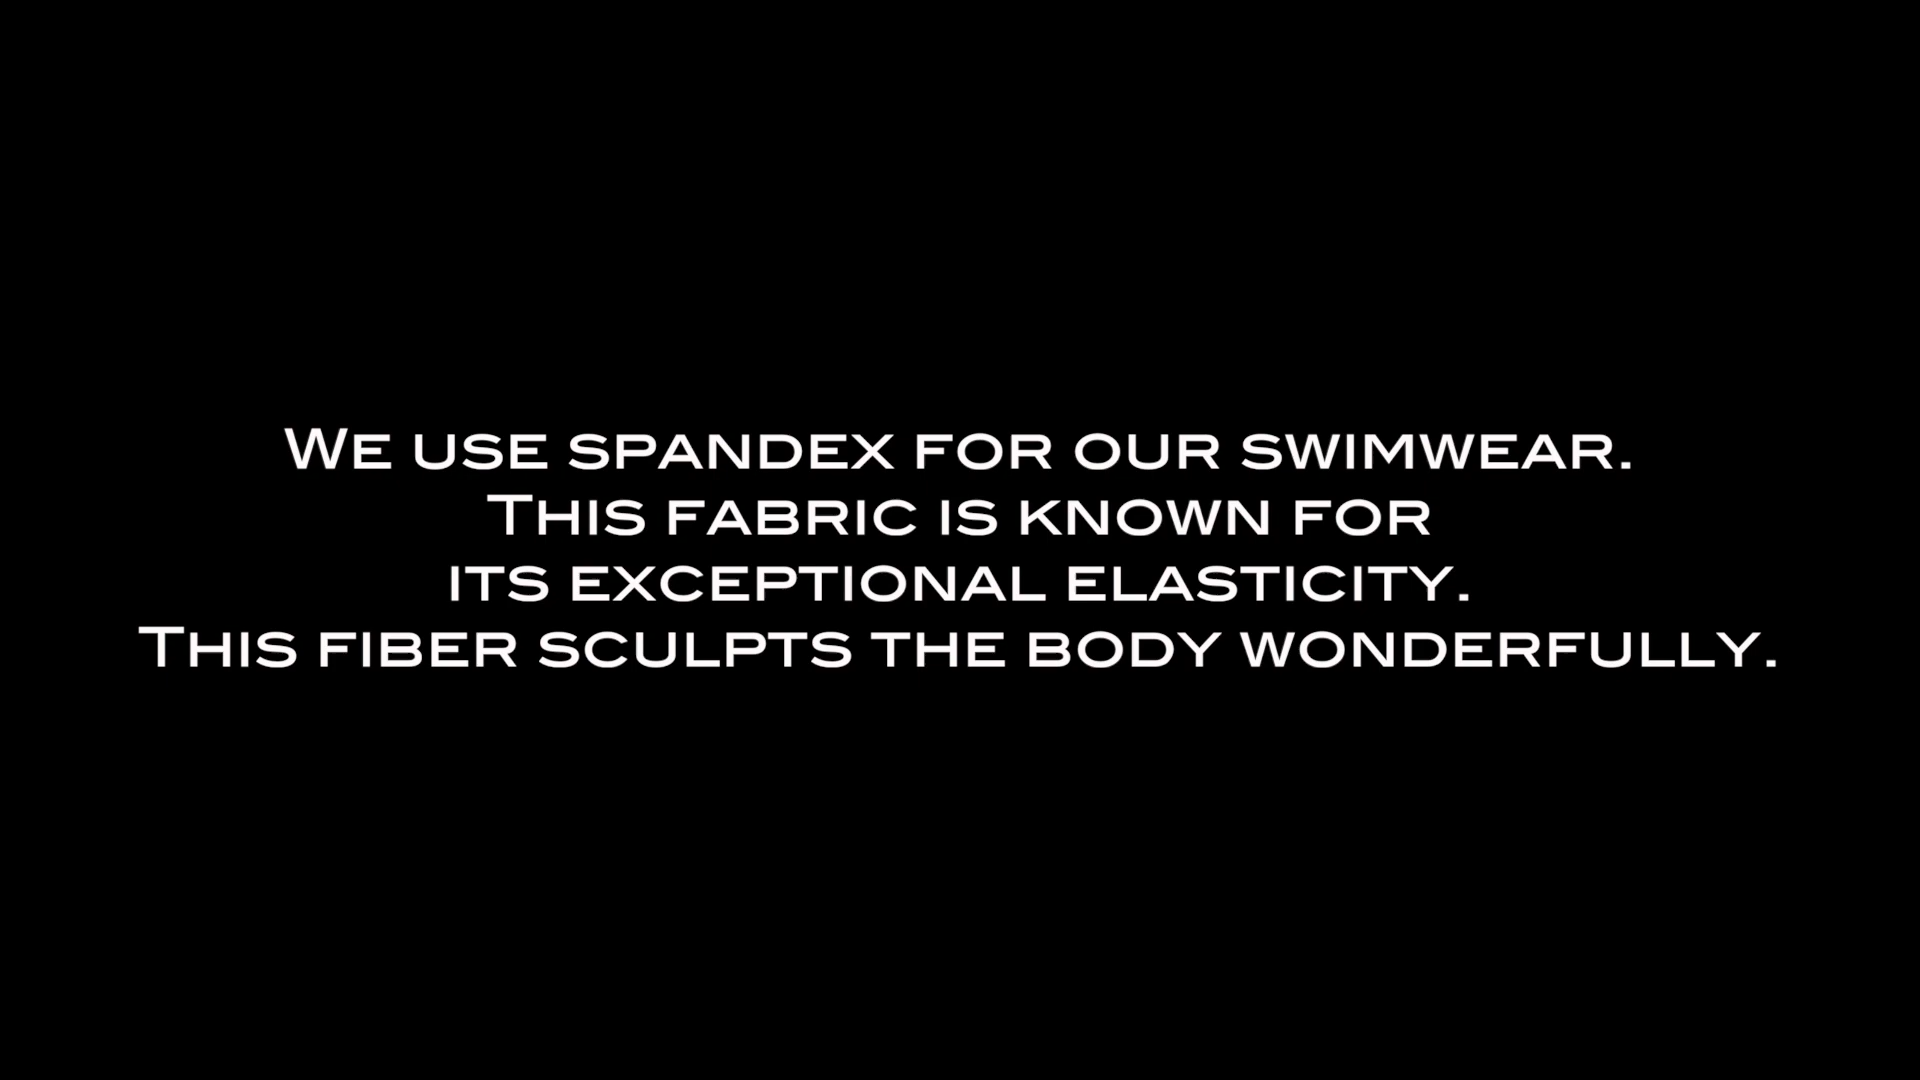 We use spandex for our swimwear.
This fabric is known for
its exceptional elasticity.
This fiber sculpts the body wonderfully.